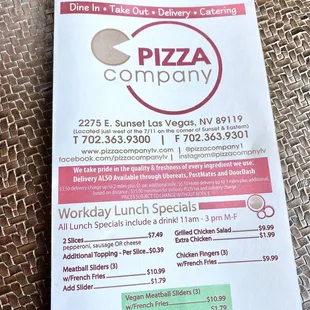 Dine In • Take Out • Delivery • Catering
PIZZA
company
2275 E. Sunset Las Vegas, NV 89119
(Located just west of the 7/11 on the corner of Sunset & Eastern)
T 702.363.9300 | F 702.363.9301
www.pizzacompanylv.com | @pizzacompany1
facebook.com/pizzacompanylv | instagram@pizzacompanylv
We take pride in the quality & freshness of every ingredient we use.
Delivery ALSO Available through Ubereats, PostMates and DoorDash
Workday Lunch Specials
All Lunch Specials include a drink! 11am - 3 pm M-F
2 Slices $7.49
pepperoni, sausage OR cheese
Additional Topping - Per Slice $0.39
Meatball Sliders (3)
w/French Fries $10.99
Add Slider $1.79
Grilled Chicken Salad $9.99
Extra Chicken $1.99
Chicken Fingers (3)
w/French Fries $9.99
Vegan Meatball Sliders (3)
w/French Fries $10.99
$1.79